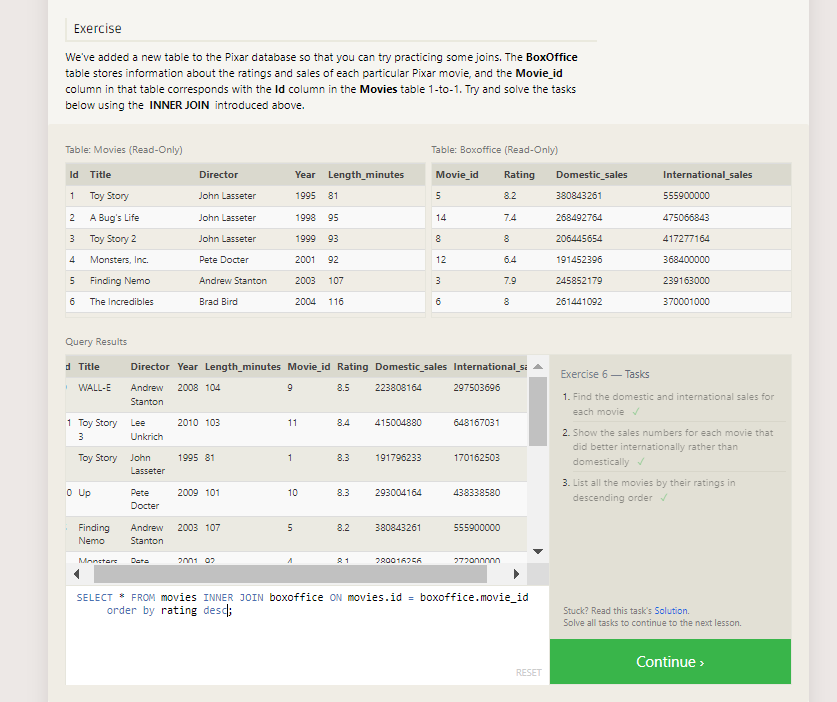 Exercise
We've added a new table to the Pixar database so that you can try practicing some joins. The BoxOffice
table stores information about the ratings and sales of each particular Pixar movie, and the Movie_id
column in that table corresponds with the Id column in the Movies table 1-to-1. Try and solve the tasks
below using the INNER JOIN introduced above.
Table: Movies (Read-Only)
Id Title Director Year Length_minutes
1 Toy Story John Lasseter 1995 81
2 A Bug's Life John Lasseter 1998 95
3 Toy Story 2 John Lasseter 1999 93
4 Monsters, Inc. Pete Docter 2001 92
5 Finding Nemo Andrew Stanton 2003 107
6 The Incredibles Brad Bird 2004 116
Table: Boxoffice (Read-Only)
Movie_id Rating Domestic_sales International_sales
5 8.2 380843261 555900000
14 7.4 268492764 475066843
8 8 206445654 417277164
12 6.4 191452396 368400000
3 7.9 245852179 239163000
6 8 261441092 370001000
Query Results
d Title Director Year Length_minutes Movie_id Rating Domestic_sales International_sa
WALL-E Andrew 2008 104 9 8.5 223808164 297503696
Stanton
1 Toy Story Lee 2010 103 11 8.4 415004880 648167031
3 Unkrich
Toy Story John 1995 81 1 8.3 191796233 170162503
Lasseter
0 Up Pete 2009 101 10 8.3 293004164 438338580
Docter
Finding Andrew 2003 107 5 8.2 380843261 555900000
Nemo Stanton
Monsters Pete 2001 92 4 8.1 289916256 272900000
SELECT * FROM movies INNER JOIN boxoffice ON movies.id = boxoffice.movie_id
order by rating desc;
RESET
Exercise 6 — Tasks
1. Find the domestic and international sales for
each movie ✓
2. Show the sales numbers for each movie that
did better internationally rather than
domestically ✓
3. List all the movies by their ratings in
descending order ✓
Stuck? Read this task's Solution.
Solve all tasks to continue to the next lesson.
Continue ›